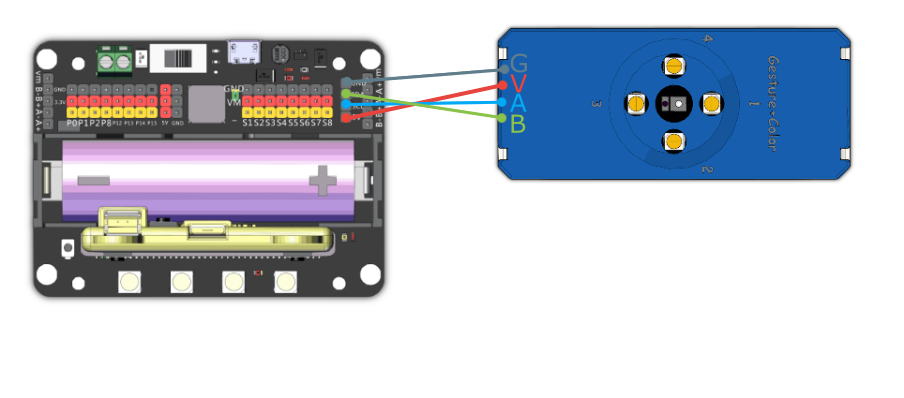 GND
3.3V
P0 P1 P2 P8 P12 P13 P14 P15 5V GND
GND
VM
S1 S2 S3 S4 S5 S6 S7 S8
vm B- B+ A- A+
G
V
A
B
4
3
1
2
Gesture+Color